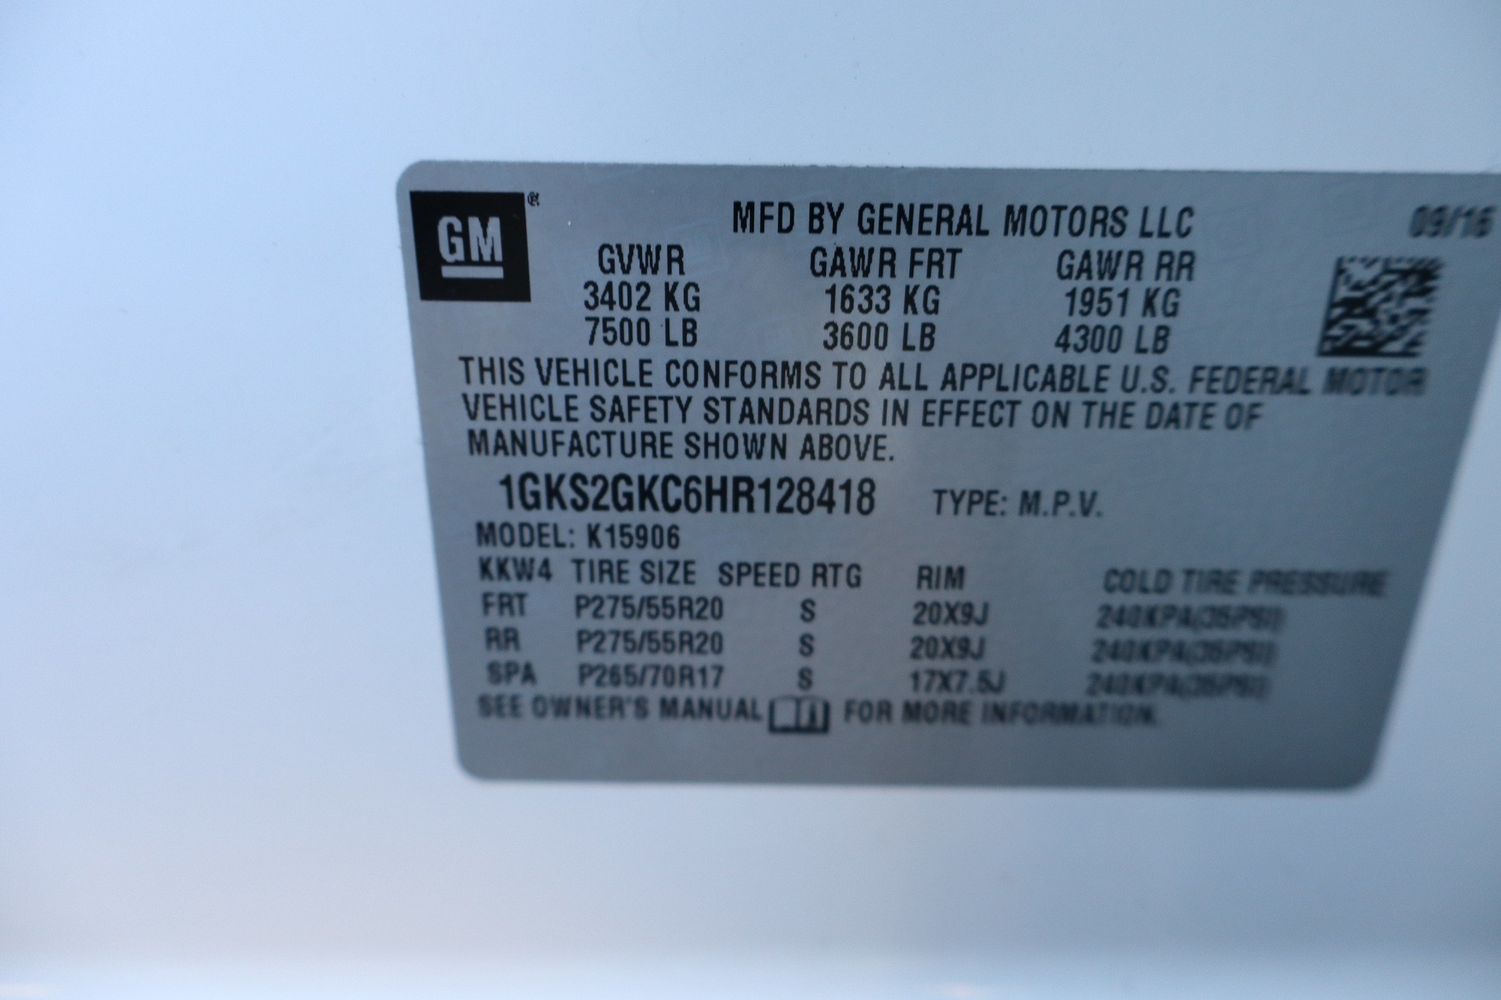 GM
MFD BY GENERAL MOTORS LLC 09/16
GVWR GAWR FRT GAWR RR
3402 KG 1633 KG 1951 KG
7500 LB 3600 LB 4300 LB
THIS VEHICLE CONFORMS TO ALL APPLICABLE U.S. FEDERAL MOTOR
VEHICLE SAFETY STANDARDS IN EFFECT ON THE DATE OF
MANUFACTURE SHOWN ABOVE.
1GKS2GKC6HR128418 TYPE: M.P.V.
MODEL: K15906
KKW4 TIRE SIZE SPEED RTG RIM COLD TIRE PRESSURE
FRT P275/55R20 S 20X9J 240KPA(35PSI)
RR P275/55R20 S 20X9J 240KPA(35PSI)
SPA P265/70R17 S 17X7.5J 240KPA(35PSI)
SEE OWNER'S MANUAL FOR MORE INFORMATION.